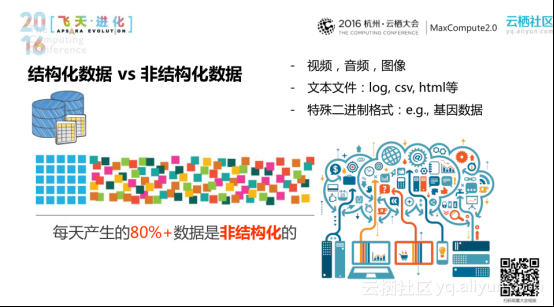 2016
[飞天·进化]
APSARA EVOLUTION
Computing
Conference
2016 杭州·云栖大会
THE COMPUTING CONFERENCE
MaxCompute2.0
云栖社区
yq.aliyun.com
结构化数据 vs 非结构化数据
- 视频，音频，图像
- 文本文件：log, csv, html等
- 特殊二进制格式：e.g., 基因数据
每天产生的80%+数据是非结构化的
云栖社区 yq.aliyun.com